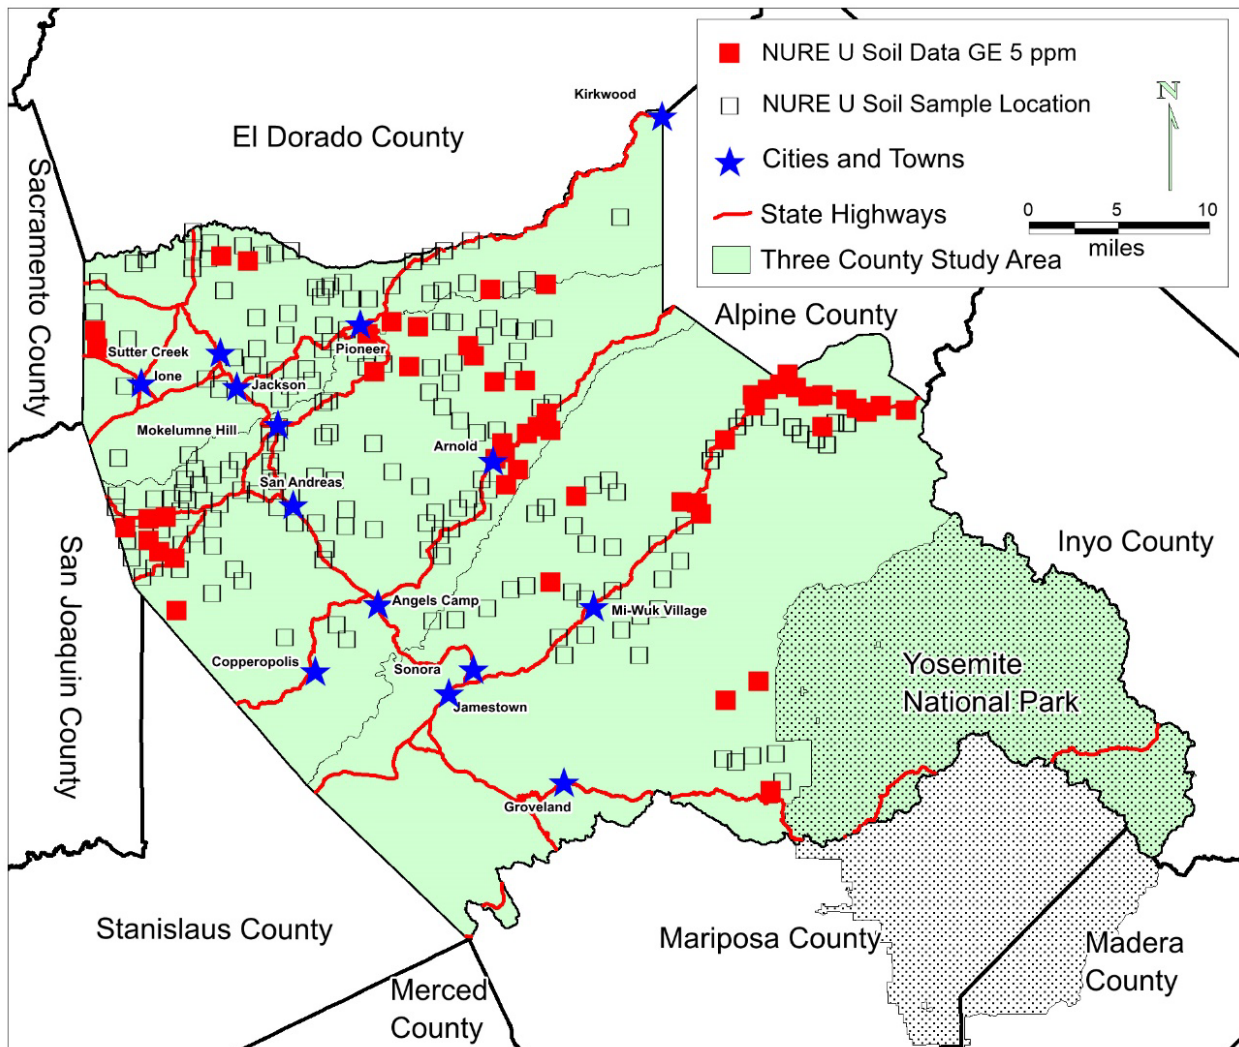 NURE U Soil Data GE 5 ppm
NURE U Soil Sample Location
Cities and Towns
State Highways
Three County Study Area
N
0 5 10
miles
Kirkwood
El Dorado County
Sacramento County
Alpine County
Sutter Creek
Pioneer
Ione
Jackson
Mokelumne Hill
Arnold
San Andreas
San Joaquin County
Inyo County
Angels Camp
Mi-Wuk Village
Copperopolis
Sonora
Yosemite
National Park
Jamestown
Groveland
Stanislaus County
Mariposa County
Madera
County
Merced
County